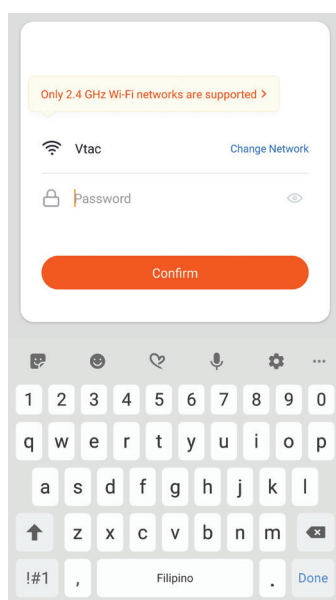 Only 2.4 GHz Wi-Fi networks are supported >
Vtac Change Network
Password
Confirm
1 2 3 4 5 6 7 8 9 0
q w e r t y u i o p
a s d f g h j k l
z x c v b n m
!#1 , Filipino . Done